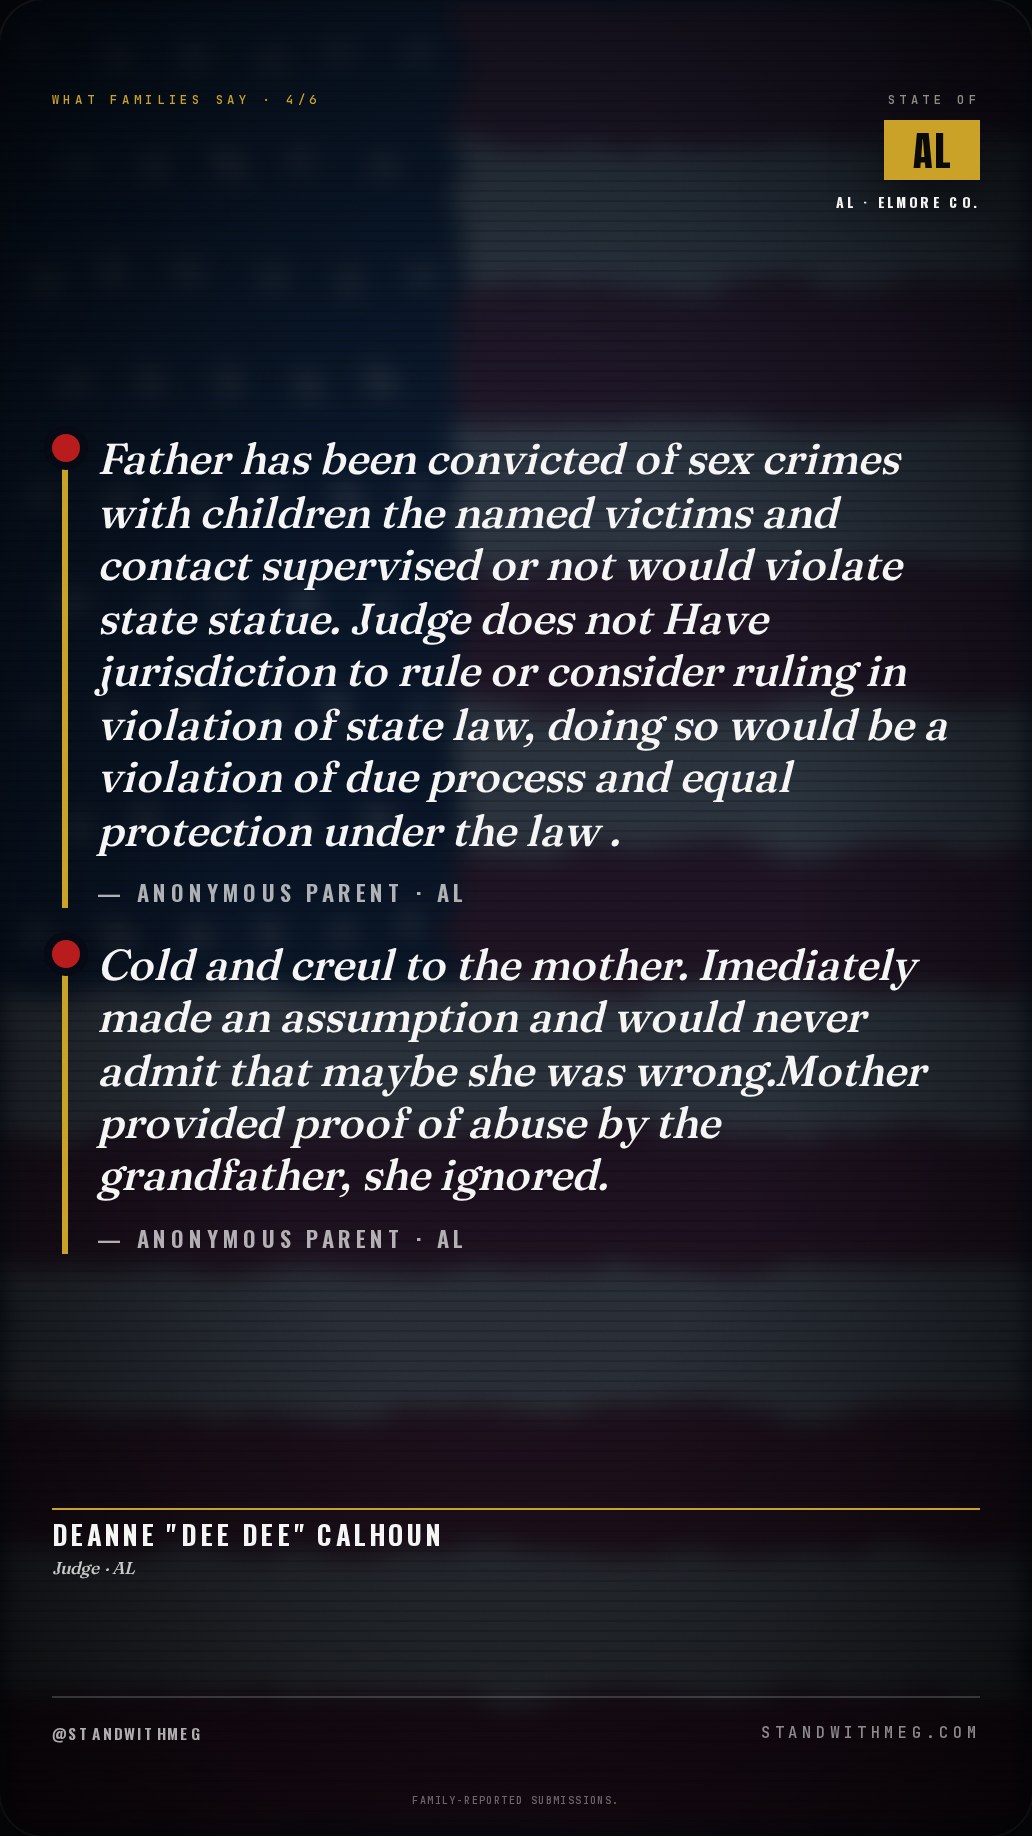 WHAT FAMILIES SAY · 4/6
STATE OF
AL
AL · ELMORE CO.
Father has been convicted of sex crimes
with children the named victims and
contact supervised or not would violate
state statue. Judge does not Have
jurisdiction to rule or consider ruling in
violation of state law, doing so would be a
violation of due process and equal
protection under the law .
— ANONYMOUS PARENT · AL
Cold and creul to the mother. Imediately
made an assumption and would never
admit that maybe she was wrong.Mother
provided proof of abuse by the
grandfather, she ignored.
— ANONYMOUS PARENT · AL
DEANNE "DEE DEE" CALHOUN
Judge · AL
@STANDWITHMEG
STANDWITHMEG.COM
FAMILY-REPORTED SUBMISSIONS.